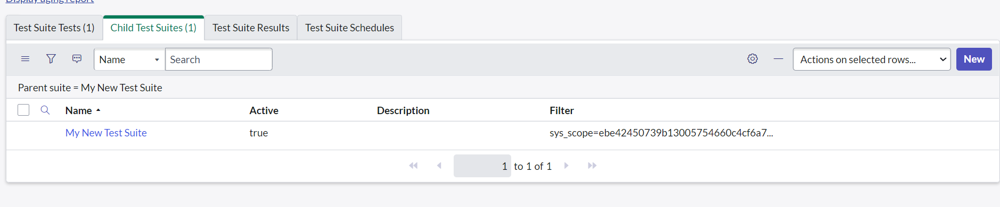 Display aging report
Test Suite Tests (1) Child Test Suites (1) Test Suite Results Test Suite Schedules
Name Search Actions on selected rows... New
Parent suite = My New Test Suite
Name Active Description Filter
My New Test Suite true sys_scope=ebe42450739b13005754660c4cf6a7...
1 to 1 of 1